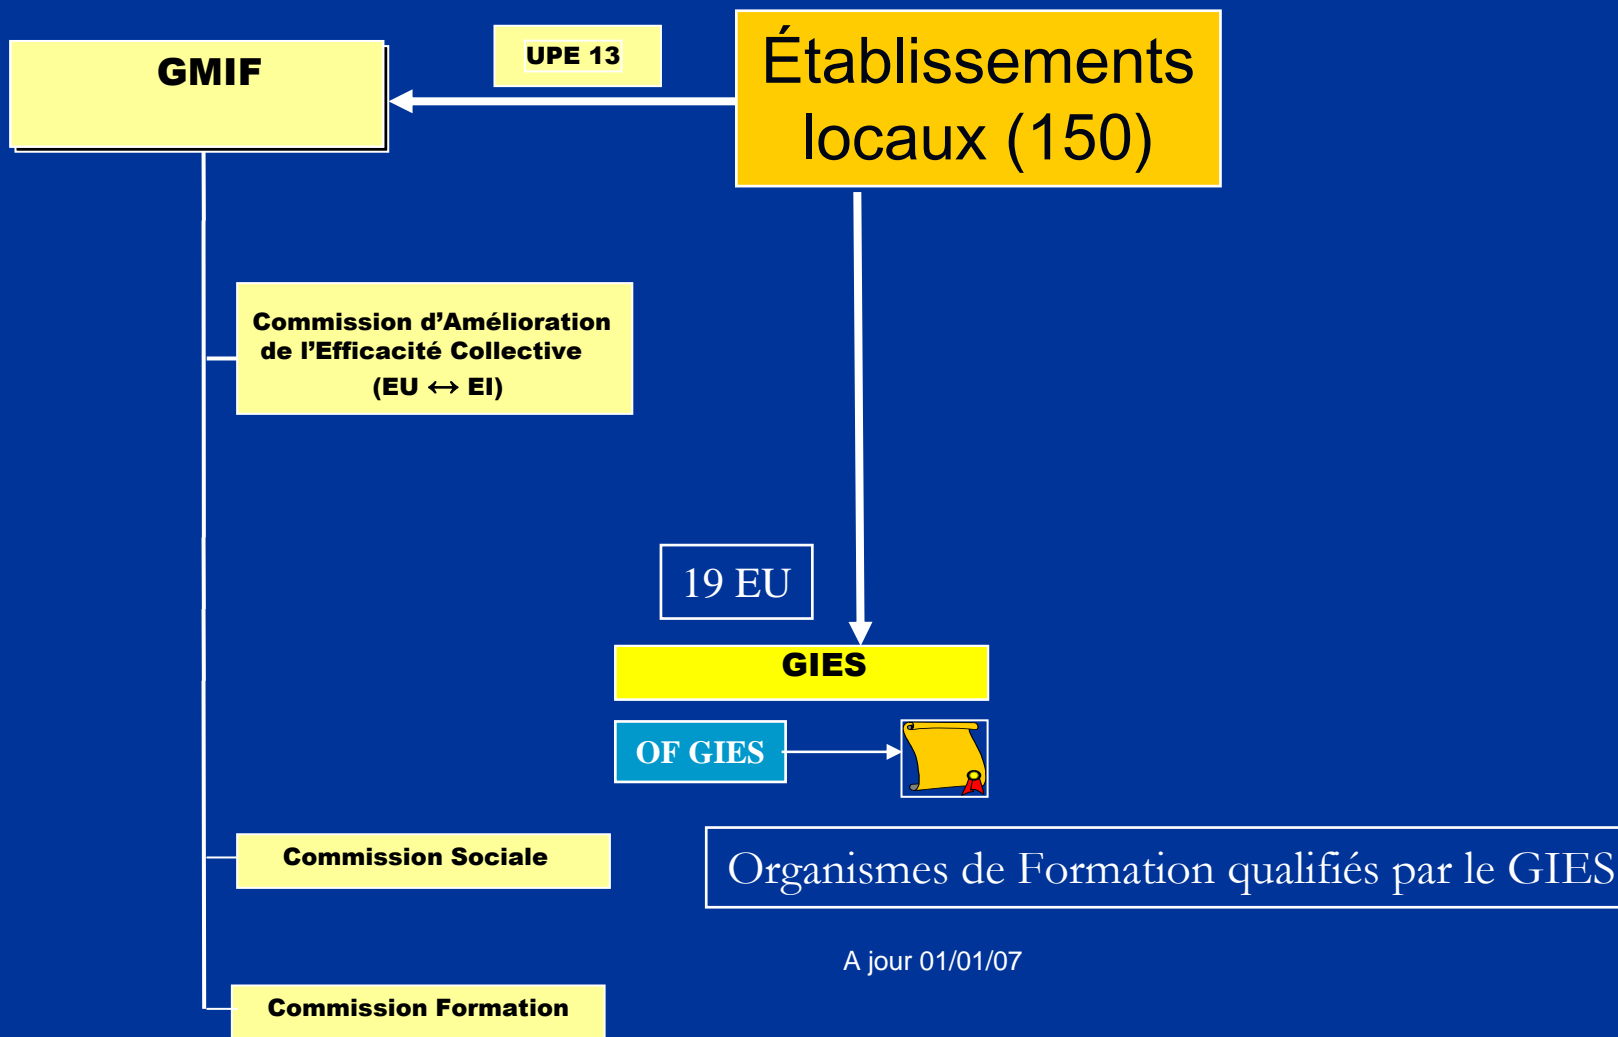 GMIF
UPE 13
Établissements
locaux (150)
Commission d’Amélioration
de l’Efficacité Collective
(EU ↔ EI)
19 EU
GIES
OF GIES
Commission Sociale
Organismes de Formation qualifiés par le GIES
A jour 01/01/07
Commission Formation